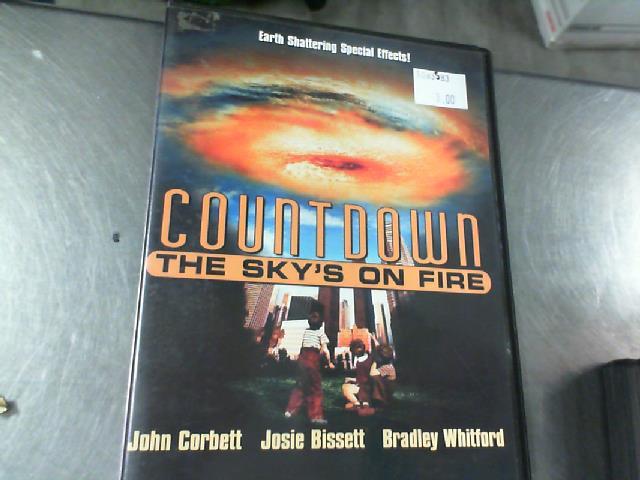 Earth Shattering Special Effects!
COUNTDOWN
THE SKY'S ON FIRE
John Corbett Josie Bissett Bradley Whitford